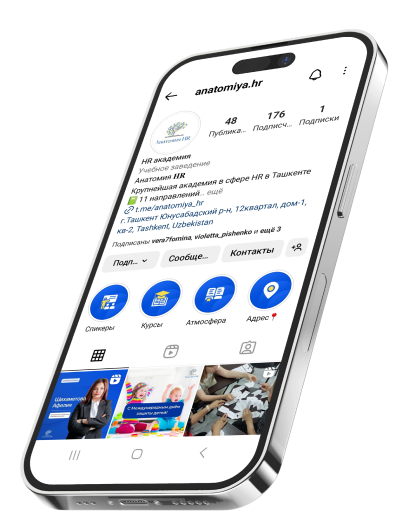 anatomiya.hr
48
176
1
Публика...
Подписч...
Подписки
Анатомия HR
HR академия
Учебное заведение
Анатомия HR
Крупнейшая академия в сфере HR в Ташкенте
11 направлений... ещё
t.me/anatomiya_hr
г.Ташкент Юнусабадский р-н, 12квартал, дом-1,
кв-2, Tashkent, Uzbekistan
Подписаны vera7fomina, violetta_pishenko и ещё 3
Подп...
Сообще...
Контакты
Спикеры
Курсы
Атмосфера
Адрес📍
С Международным днём
защиты детей!